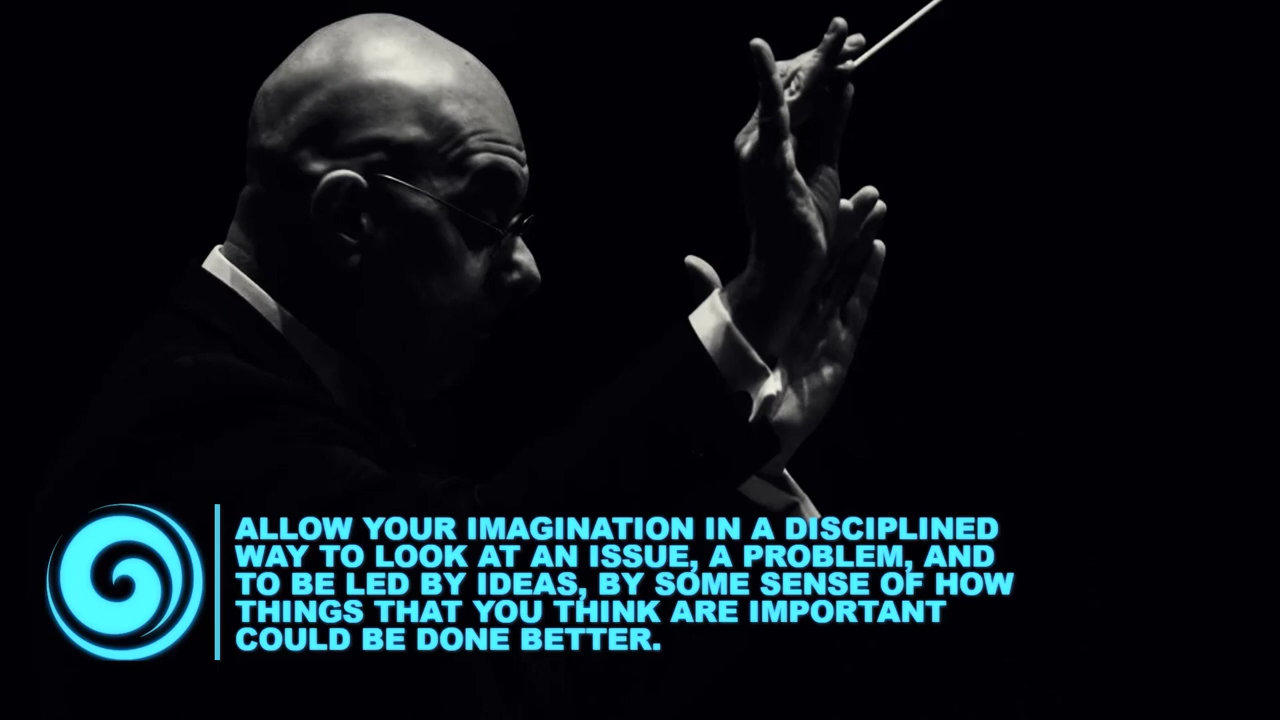 ALLOW YOUR IMAGINATION IN A DISCIPLINED
WAY TO LOOK AT AN ISSUE, A PROBLEM, AND
TO BE LED BY IDEAS, BY SOME SENSE OF HOW
THINGS THAT YOU THINK ARE IMPORTANT
COULD BE DONE BETTER.